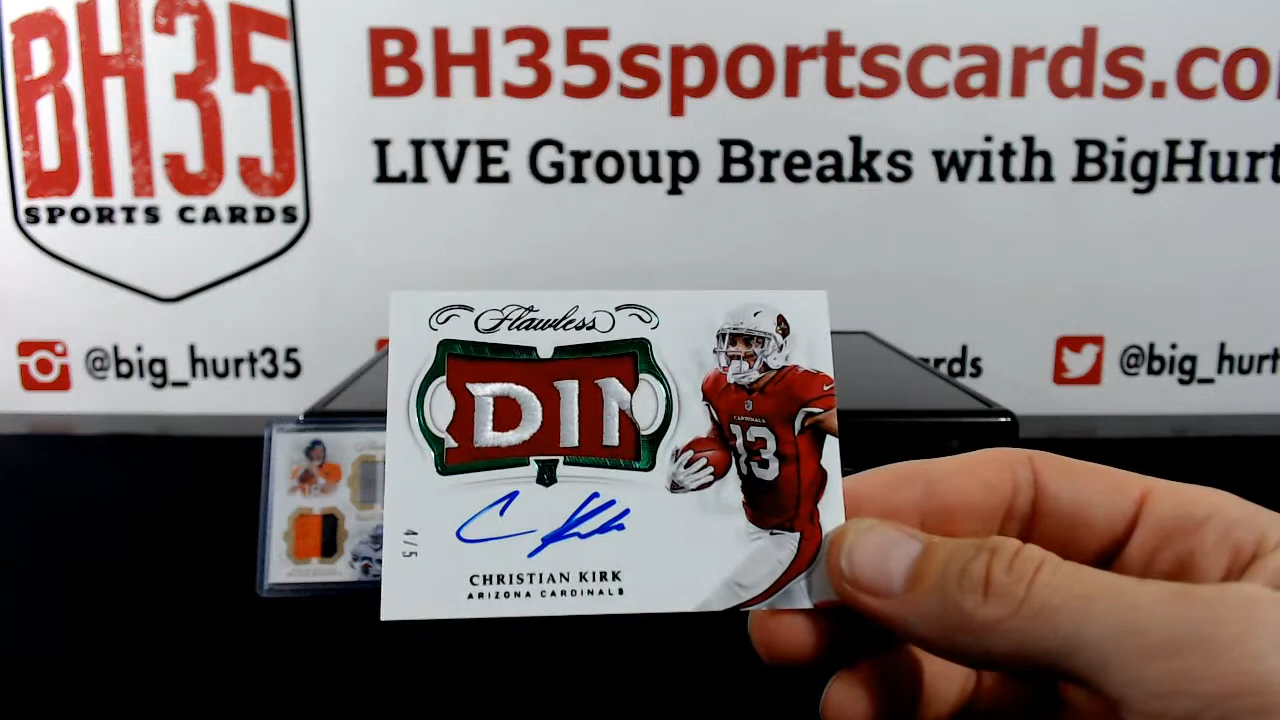 BH35
SPORTS CARDS
BH35sportscards.co
LIVE Group Breaks with BigHurt
@big_hurt35
rds
@big_hurt
Flawless
DIN
CARDINALS
13
4/5
CHRISTIAN KIRK
ARIZONA CARDINALS